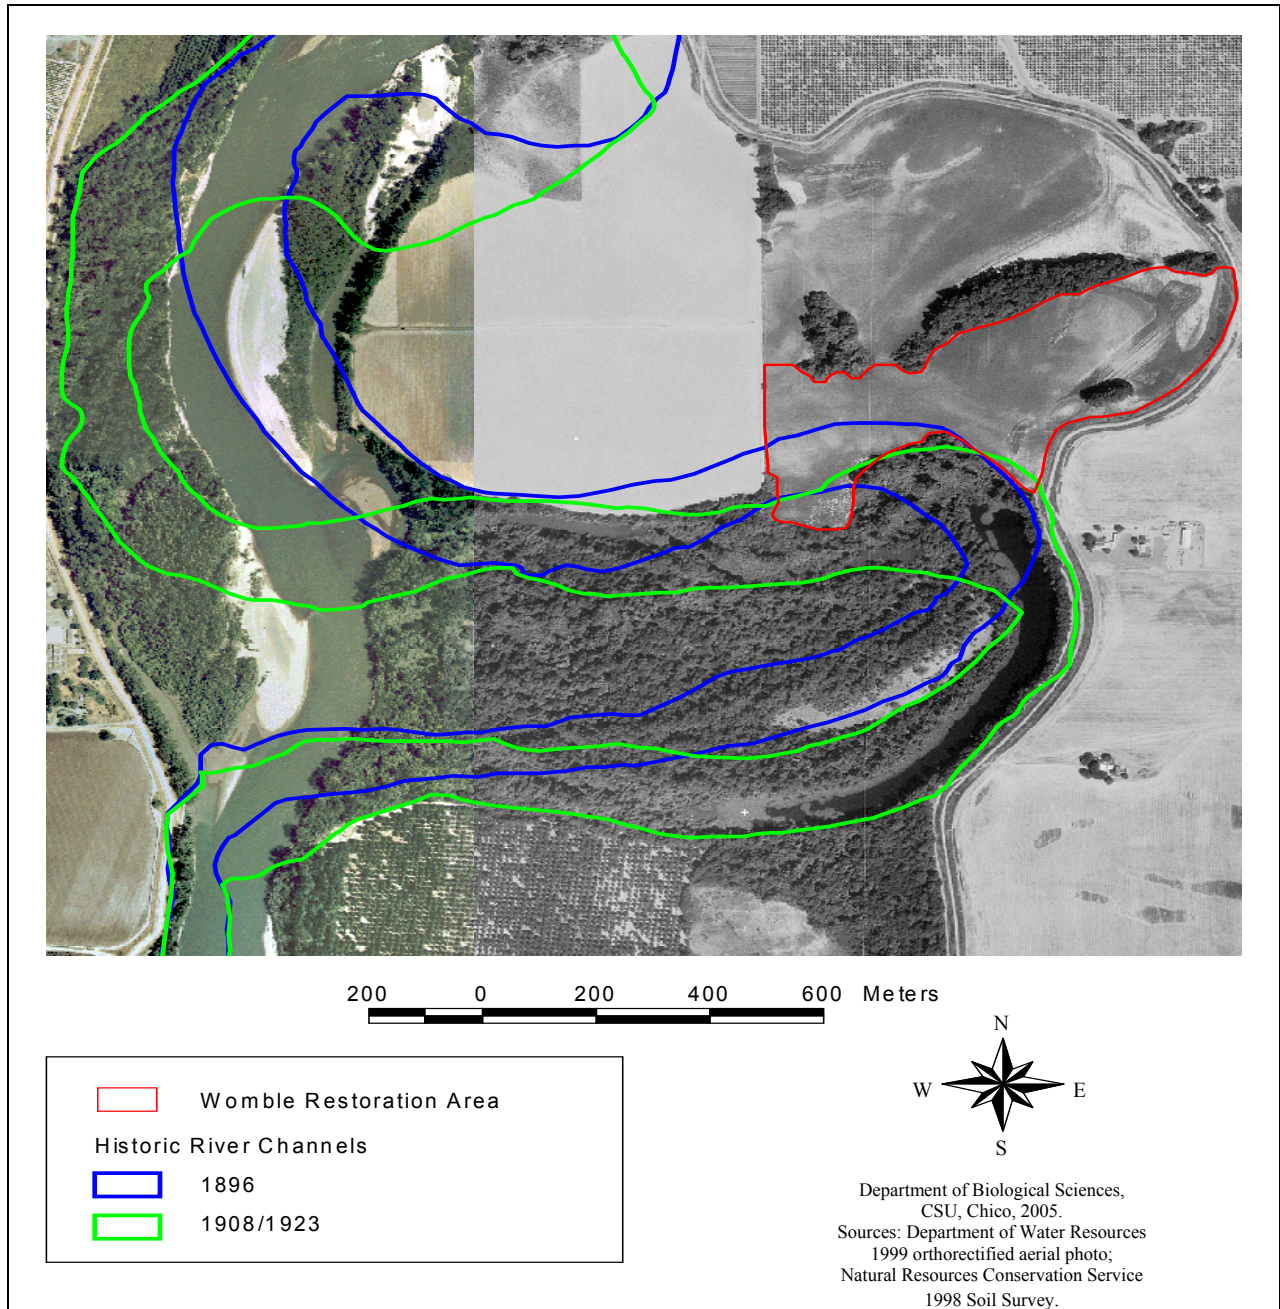 200 0 200 400 600 Meters
N
W E
S
Womble Restoration Area
Historic River Channels
1896
1908/1923
Department of Biological Sciences,
CSU, Chico, 2005.
Sources: Department of Water Resources
1999 orthorectified aerial photo;
Natural Resources Conservation Service
1998 Soil Survey.